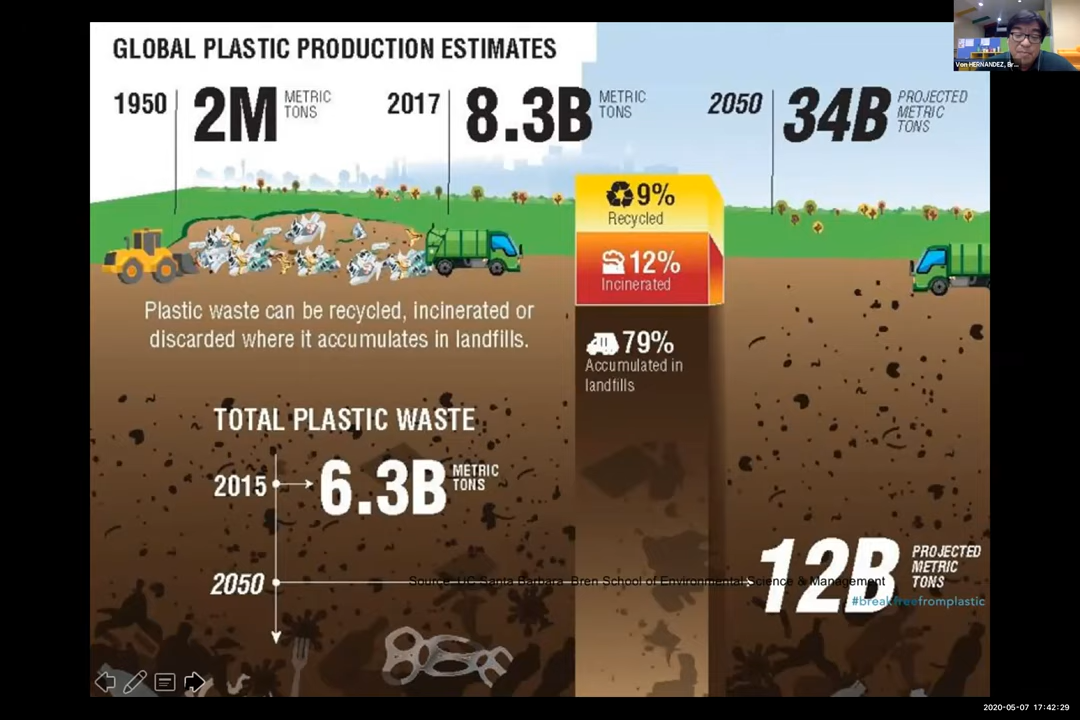 GLOBAL PLASTIC PRODUCTION ESTIMATES
1950
2M
METRIC
TONS
2017
8.3B
METRIC
TONS
2050
34B
PROJECTED
METRIC
TONS
9%
Recycled
12%
Incinerated
79%
Accumulated in
landfills
Plastic waste can be recycled, incinerated or
discarded where it accumulates in landfills.
TOTAL PLASTIC WASTE
2015
6.3B
METRIC
TONS
2050
12B
PROJECTED
METRIC
TONS
Source: UC Santa Barbara Bren School of Environmental Science & Management
#breakfreefromplastic
Von HERNANDEZ, Br...
2020-05-07 17:42:29